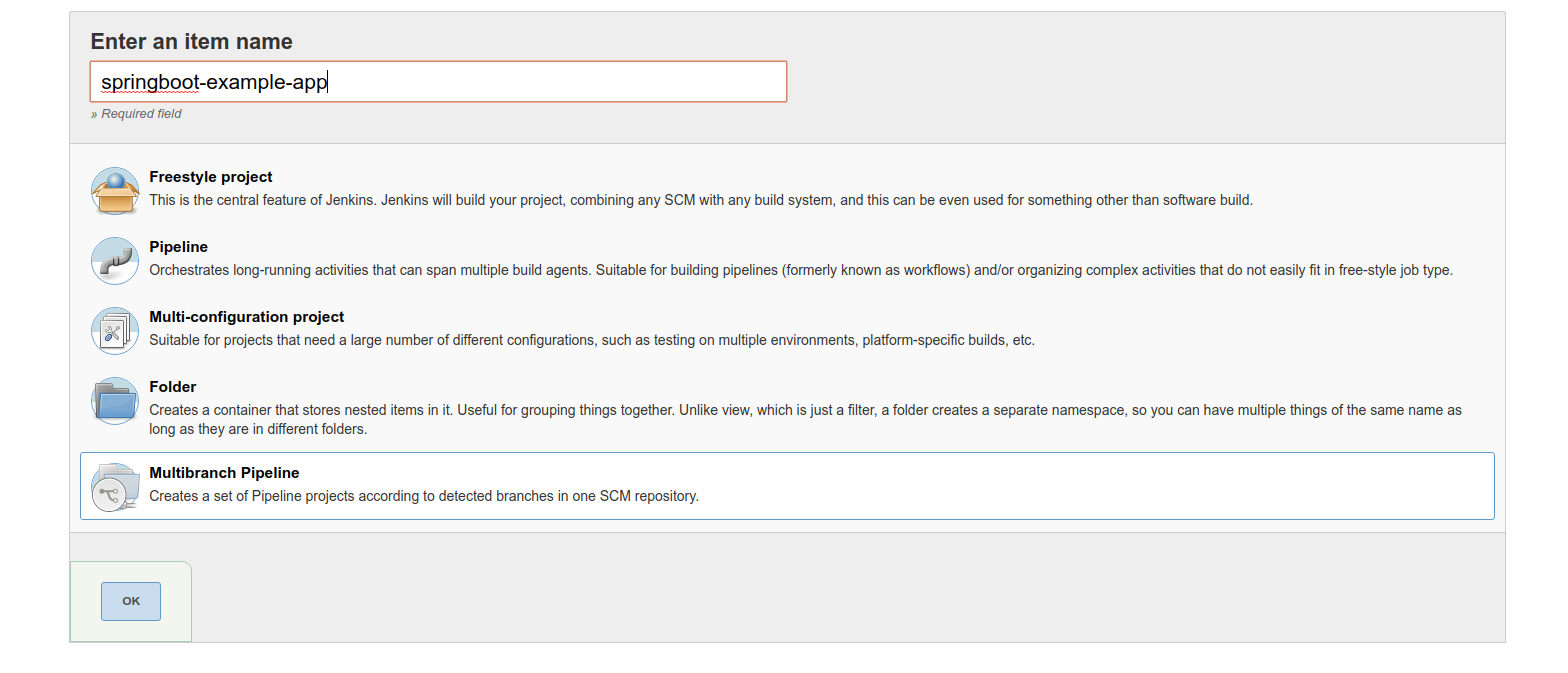 Enter an item name
springboot-example-app
» Required field
Freestyle project
This is the central feature of Jenkins. Jenkins will build your project, combining any SCM with any build system, and this can be even used for something other than software build.
Pipeline
Orchestrates long-running activities that can span multiple build agents. Suitable for building pipelines (formerly known as workflows) and/or organizing complex activities that do not easily fit in free-style job type.
Multi-configuration project
Suitable for projects that need a large number of different configurations, such as testing on multiple environments, platform-specific builds, etc.
Folder
Creates a container that stores nested items in it. Useful for grouping things together. Unlike view, which is just a filter, a folder creates a separate namespace, so you can have multiple things of the same name as
long as they are in different folders.
Multibranch Pipeline
Creates a set of Pipeline projects according to detected branches in one SCM repository.
OK